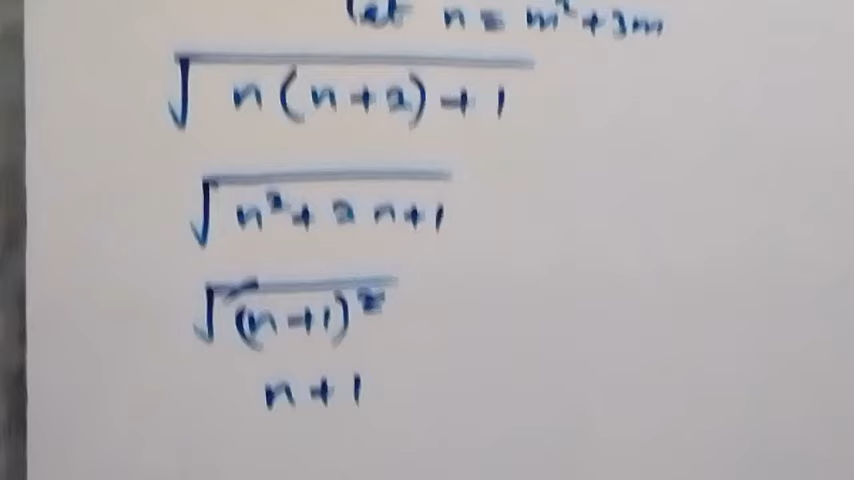 let n = m² + 3m
√n(n+2)+1
√n²+2n+1
√(n+1)²
n+1